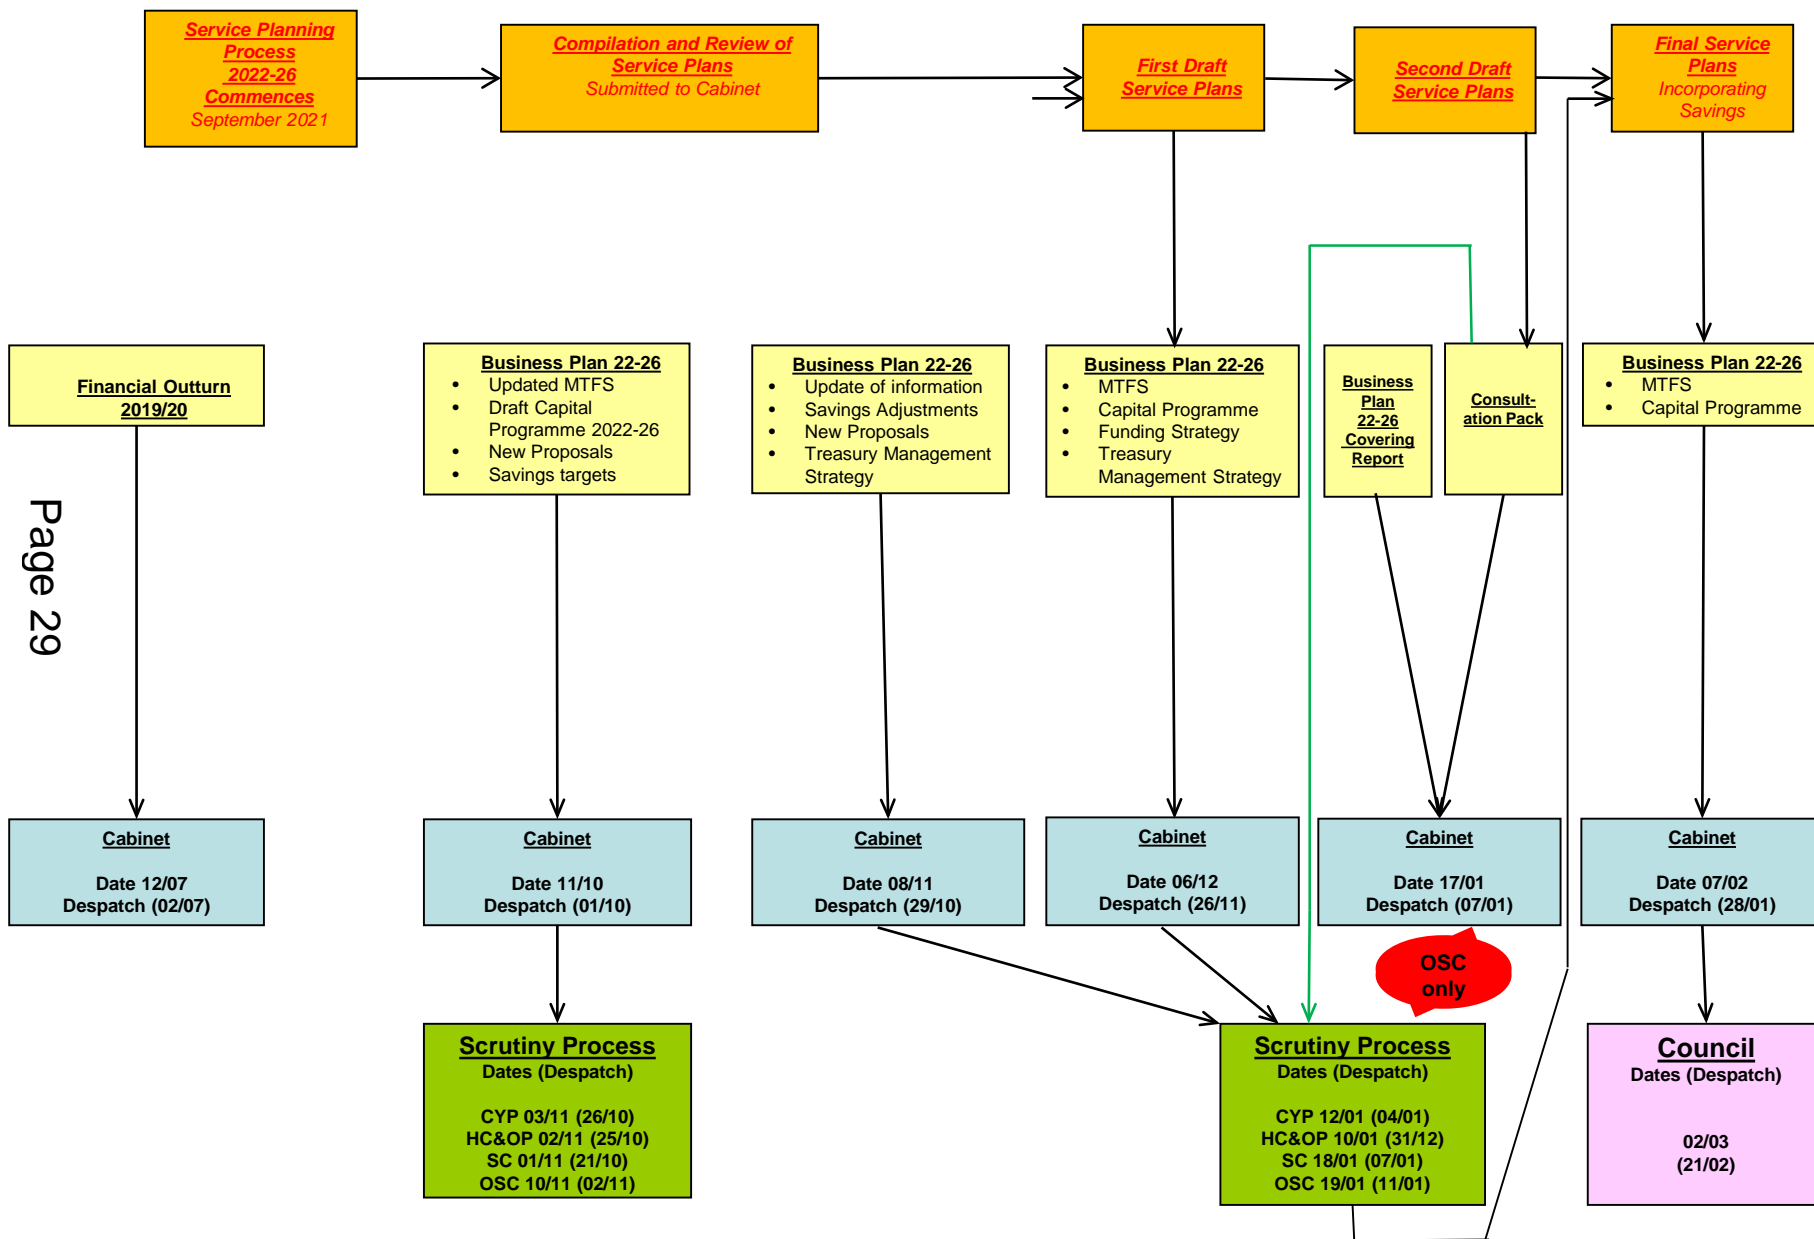 Service Planning
Process
2022-26
Commences
September 2021
Compilation and Review of
Service Plans
Submitted to Cabinet
First Draft
Service Plans
Second Draft
Service Plans
Final Service
Plans
Incorporating
Savings
Financial Outturn
2019/20
Business Plan 22-26
• Updated MTFS
• Draft Capital
Programme 2022-26
• New Proposals
• Savings targets
Business Plan 22-26
• Update of information
• Savings Adjustments
• New Proposals
• Treasury Management
Strategy
Business Plan 22-26
• MTFS
• Capital Programme
• Funding Strategy
• Treasury
Management Strategy
Business
Plan
22-26
Covering
Report
Consult-
ation Pack
Business Plan 22-26
• MTFS
• Capital Programme
Page 29
Cabinet
Date 12/07
Despatch (02/07)
Cabinet
Date 11/10
Despatch (01/10)
Cabinet
Date 08/11
Despatch (29/10)
Cabinet
Date 06/12
Despatch (26/11)
Cabinet
Date 17/01
Despatch (07/01)
Cabinet
Date 07/02
Despatch (28/01)
OSC
only
Scrutiny Process
Dates (Despatch)
CYP 03/11 (26/10)
HC&OP 02/11 (25/10)
SC 01/11 (21/10)
OSC 10/11 (02/11)
Scrutiny Process
Dates (Despatch)
CYP 12/01 (04/01)
HC&OP 10/01 (31/12)
SC 18/01 (07/01)
OSC 19/01 (11/01)
Council
Dates (Despatch)
02/03
(21/02)